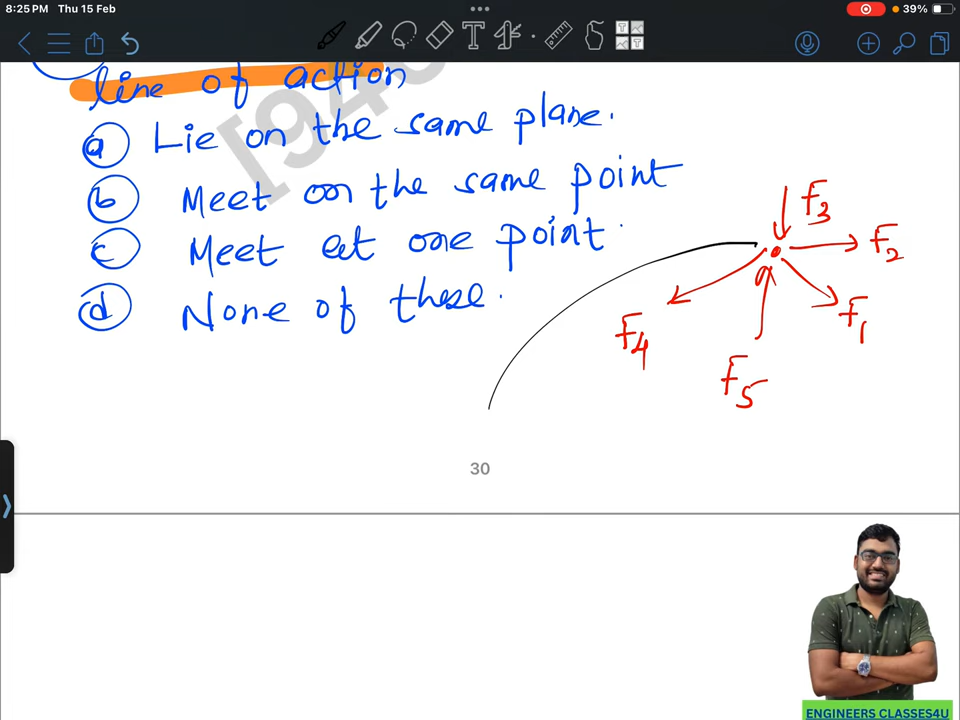 8:25 PM Thu 15 Feb
39%
line of action
a Lie on the same plane.
b Meet on the same point
c Meet at one point.
d None of these.
F3
F2
F4
F1
F5
30
ENGINEERS CLASSES4U